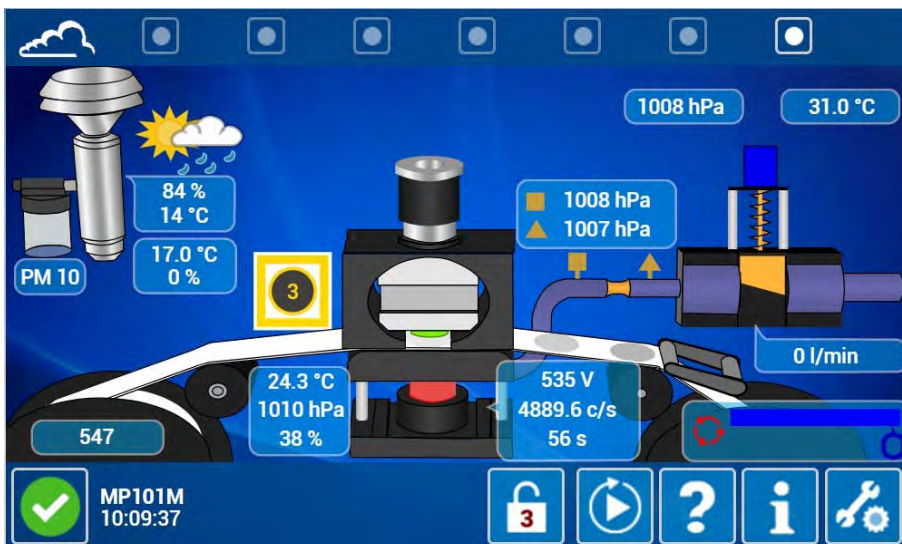 1008 hPa
31.0 °C
84 %
14 °C
17.0 °C
0 %
PM 10
3
1008 hPa
1007 hPa
0 l/min
24.3 °C
1010 hPa
38 %
535 V
4889.6 c/s
56 s
547
MP101M
10:09:37
3
?
i